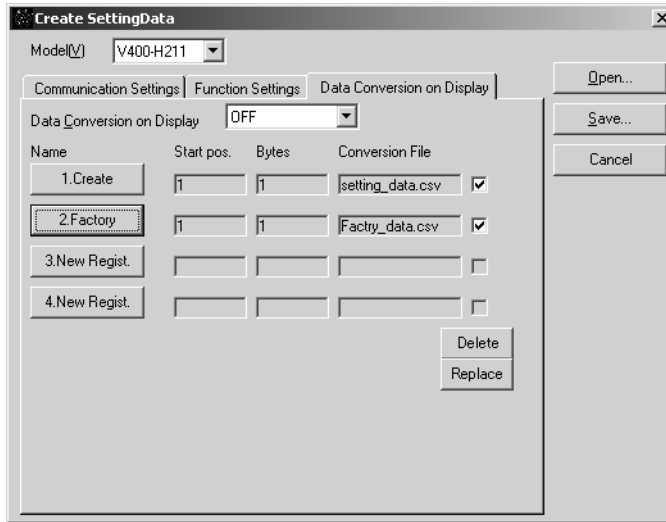 Create SettingData
Model(V) V400-H211
Communication Settings Function Settings Data Conversion on Display
Open...
Data Conversion on Display OFF
Save...
Name Start pos. Bytes Conversion File
Cancel
1.Create 1 1 setting_data.csv
2.Factory 1 1 Factry_data.csv
3.New Regist.
4.New Regist.
Delete
Replace